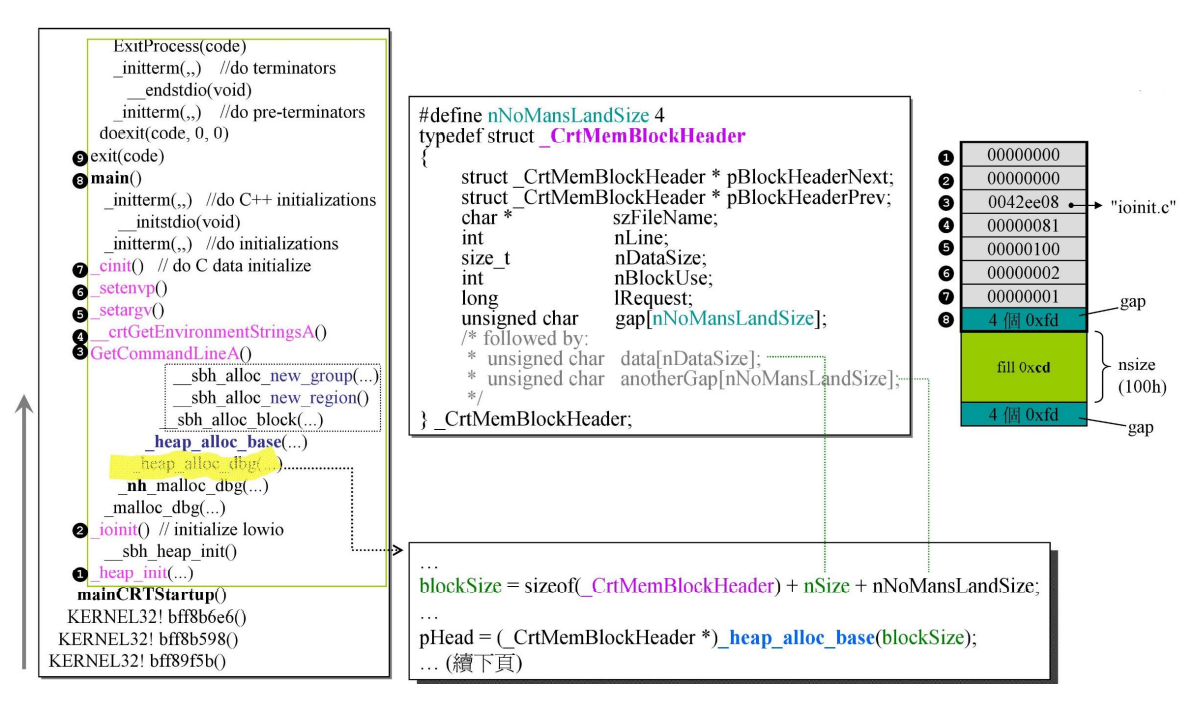 ExitProcess(code)
_initterm(,,) //do terminators
__endstdio(void)
_initterm(,,) //do pre-terminators
doexit(code, 0, 0)
❾ exit(code)
❽ main()
_initterm(,,) //do C++ initializations
__initstdio(void)
_initterm(,,) //do initializations
❼ _cinit() // do C data initialize
❻ _setenvp()
❺ _setargv()
❹ __crtGetEnvironmentStringsA()
❸ GetCommandLineA()
__sbh_alloc_new_group(...)
__sbh_alloc_new_region()
__sbh_alloc_block(...)
_heap_alloc_base(...)
_heap_alloc_dbg(...)
_nh_malloc_dbg(...)
_malloc_dbg(...)
❷ _ioinit() // initialize lowio
__sbh_heap_init()
❶ _heap_init(...)
mainCRTStartup()
KERNEL32! bff8b6e6()
KERNEL32! bff8b598()
KERNEL32! bff89f5b()
#define nNoMansLandSize 4
typedef struct _CrtMemBlockHeader
{
struct _CrtMemBlockHeader * pBlockHeaderNext;
struct _CrtMemBlockHeader * pBlockHeaderPrev;
char * szFileName;
int nLine;
size_t nDataSize;
int nBlockUse;
long lRequest;
unsigned char gap[nNoMansLandSize];
/* followed by:
* unsigned char data[nDataSize];
* unsigned char anotherGap[nNoMansLandSize];
*/
} _CrtMemBlockHeader;
❶ 00000000
❷ 00000000
❸ 0042ee08 "ioinit.c"
❹ 00000081
❺ 00000100
❻ 00000002
❼ 00000001
gap
❽ 4 個 0xfd
fill 0xcd
nsize
(100h)
4 個 0xfd
gap
…
blockSize = sizeof(_CrtMemBlockHeader) + nSize + nNoMansLandSize;
…
pHead = (_CrtMemBlockHeader *)_heap_alloc_base(blockSize);
… (續下頁)